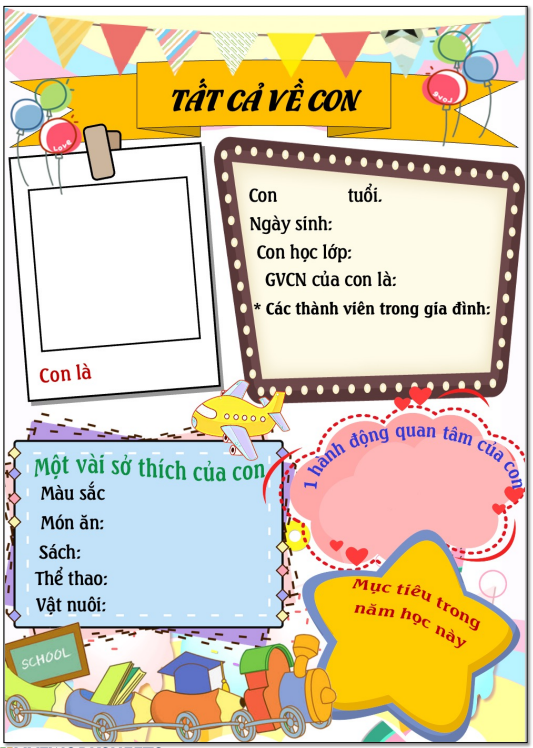 TẤT CẢ VỀ CON
LOVE
LOVE
Con tuổi.
Ngày sinh:
Con học lớp:
GVCN của con là:
* Các thành viên trong gia đình:
Con là
Một vài sở thích của con
Màu sắc
Món ăn:
Sách:
Thể thao:
Vật nuôi:
1 hành động quan tâm của con
Mục tiêu trong
năm học này
SCHOOL